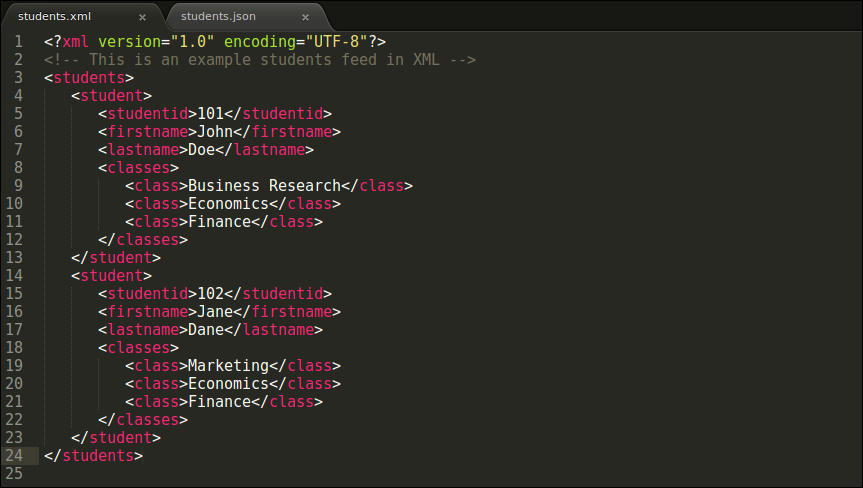 students.xml × students.json ×
1 <?xml version="1.0" encoding="UTF-8"?>
2 <!-- This is an example students feed in XML -->
3 <students>
4    <student>
5       <studentid>101</studentid>
6       <firstname>John</firstname>
7       <lastname>Doe</lastname>
8       <classes>
9          <class>Business Research</class>
10          <class>Economics</class>
11          <class>Finance</class>
12       </classes>
13    </student>
14    <student>
15       <studentid>102</studentid>
16       <firstname>Jane</firstname>
17       <lastname>Dane</lastname>
18       <classes>
19          <class>Marketing</class>
20          <class>Economics</class>
21          <class>Finance</class>
22       </classes>
23    </student>
24 </students>
25